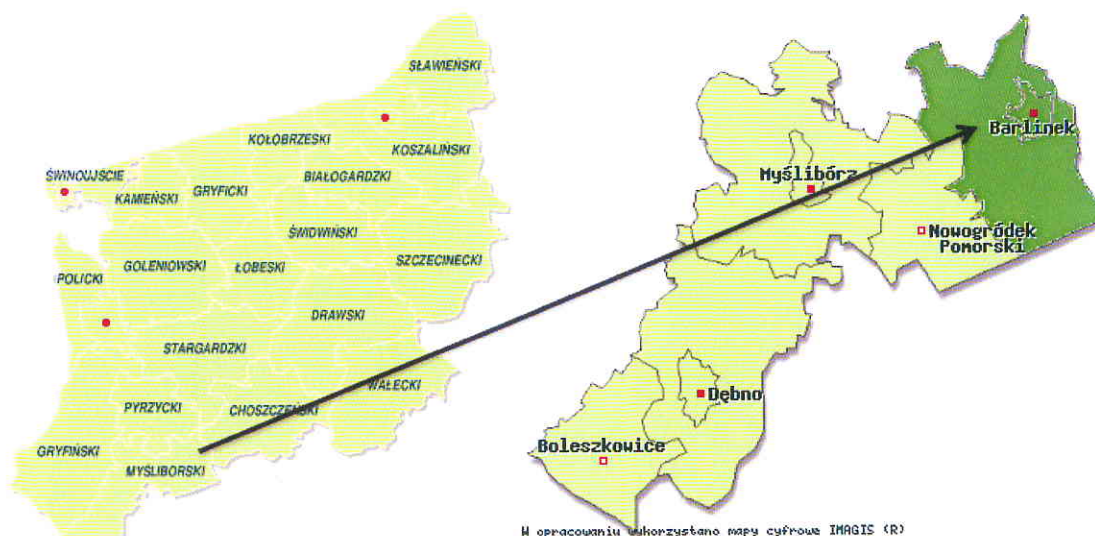 SŁAWIEŃSKI
KOŁOBRZESKI
KOSZALIŃSKI
ŚWINOUJŚCIE
KAMIEŃSKI
GRYFICKI
BIAŁOGARDZKI
ŚWIDWIŃSKI
POLICKI
GOLENIOWSKI
ŁOBESKI
SZCZECINECKI
DRAWSKI
STARGARDZKI
WAŁECKI
PYRZYCKI
CHOSZCZEŃSKI
GRYFIŃSKI
MYŚLIBORSKI
Barlinek
Myślibórz
Nowogródek
Pomorski
Dębno
Boleszkowice
W opracowaniu wykorzystano mapy cyfrowe IMAGIS (R)